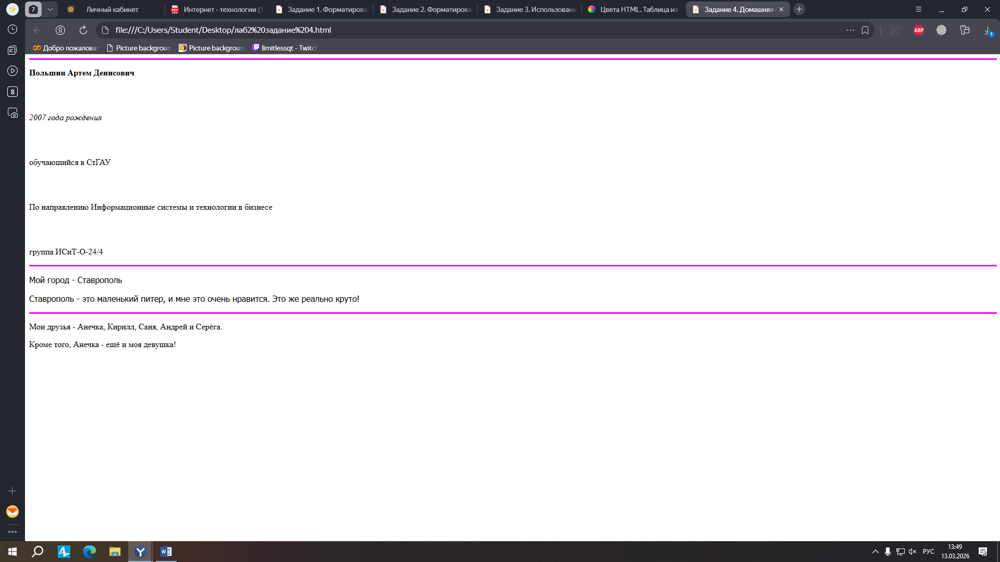 7
Личный кабинет
Интернет - технологии (1
Задание 1. Форматирова
Задание 2. Форматирова
Задание 3. Использовани
Цвета HTML. Таблица из
Задание 4. Домашняя
file:///C:/Users/Student/Desktop/лаб2%20задание%204.html
ABP
1
Добро пожаловат
Picture backgroun
Picture backgroun
limitlessqt - Twitch
8
Польшин Артем Денисович
2007 года рождения
обучающийся в СтГАУ
По направлению Информационные системы и технологии в бизнесе
группа ИСиТ-О-24/4
Мой город - Ставрополь
Ставрополь - это маленький питер, и мне это очень нравится. Это же реально круто!
Мои друзья - Анечка, Кирилл, Саня, Андрей и Серёга.
Кроме того, Анечка - ещё и моя девушка!
РУС
13:49
13.03.2026